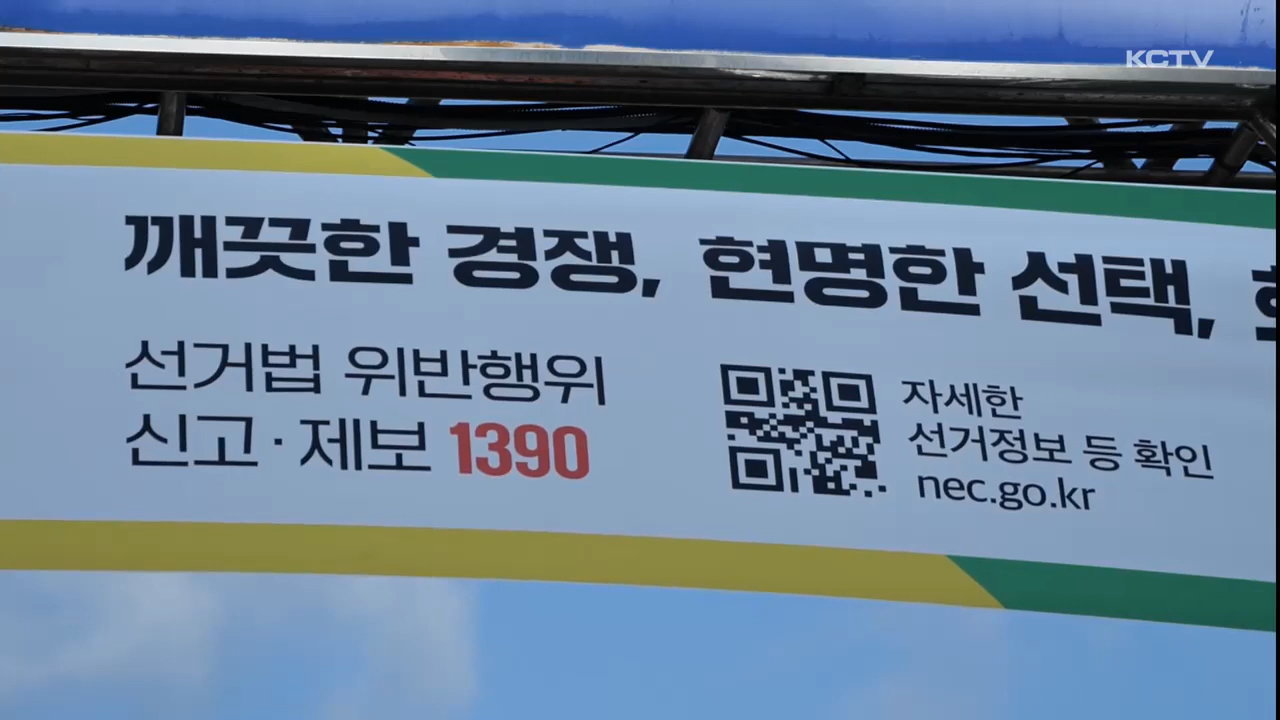 KCTV
깨끗한 경쟁, 현명한 선택,
선거법 위반행위
신고·제보 1390
자세한
선거정보 등 확인
nec.go.kr